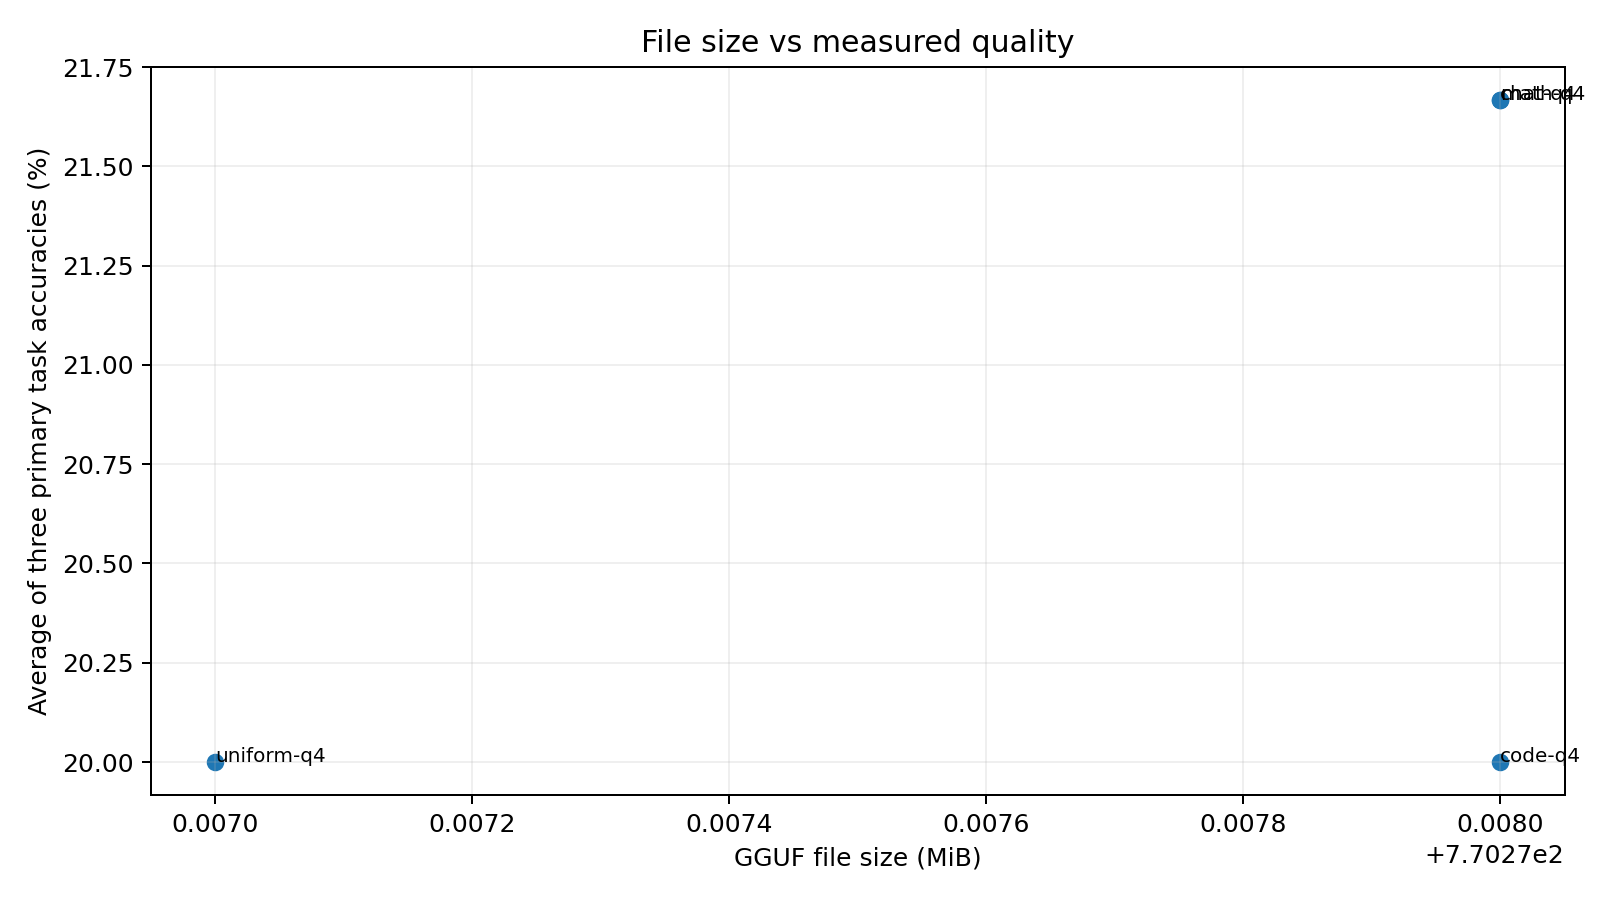 File size vs measured quality
Average of three primary task accuracies (%)
21.75
21.50
21.25
21.00
20.75
20.50
20.25
20.00
uniform-q4
code-q4
0.0070
0.0072
0.0074
0.0076
0.0078
0.0080
+7.7027e2
GGUF file size (MiB)